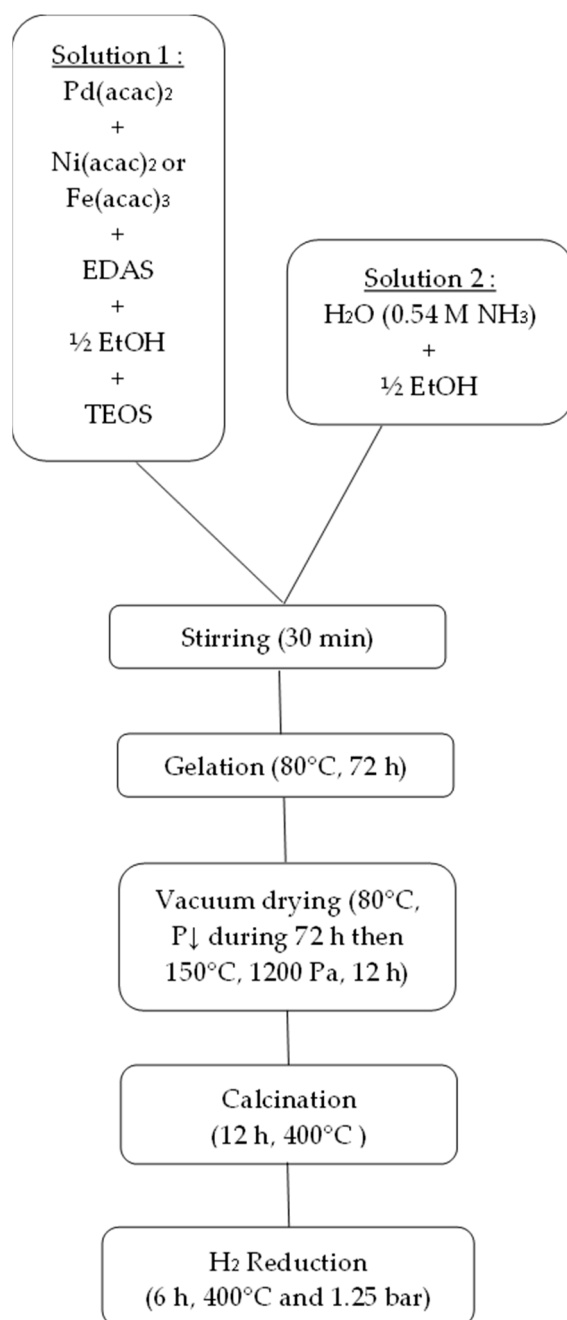 Solution 1 :
Pd(acac)2
+
Ni(acac)2 or
Fe(acac)3
+
EDAS
+
½ EtOH
+
TEOS
Solution 2 :
H2O (0.54 M NH3)
+
½ EtOH
Stirring (30 min)
Gelation (80°C, 72 h)
Vacuum drying (80°C,
P↓ during 72 h then
150°C, 1200 Pa, 12 h)
Calcination
(12 h, 400°C )
H2 Reduction
(6 h, 400°C and 1.25 bar)